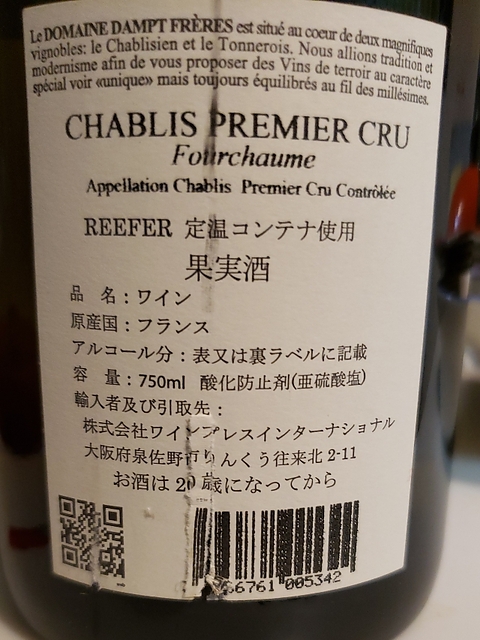 Le DOMAINE DAMPT FRÈRES est situé au coeur de deux magnifiques
vignobles: le Chablisien et le Tonnerois. Nous allions tradition et
modernisme afin de vous proposer des Vins de terroir au caractère
spécial voir «unique» mais toujours équilibrés au fil des millésimes.
CHABLIS PREMIER CRU
Fourchaume
Appellation Chablis Premier Cru Contrôlée
REEFER 定温コンテナ使用
果実酒
品 名：ワイン
原産国：フランス
アルコール分：表又は裏ラベルに記載
容 量：750ml 酸化防止剤(亜硫酸塩)
輸入者及び引取先：
株式会社ワインプレスインターナショナル
大阪府泉佐野市りんくう往来北 2-11
お酒は 20 歳になってから
66761 005342